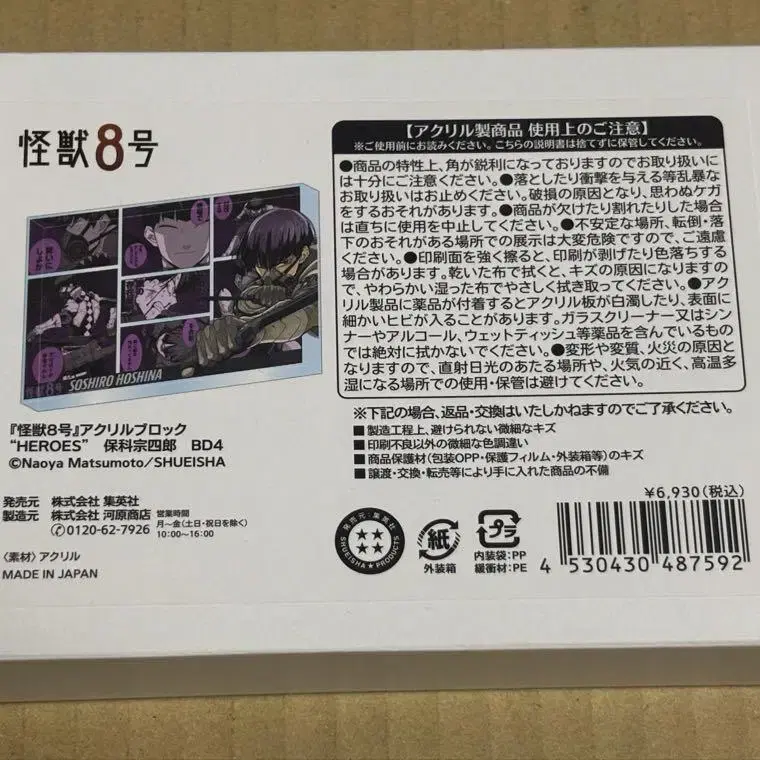 怪獣8号
笑いに
しよか
怪獣8号
SOSHIRO HOSHINA
『怪獣8号』アクリルブロック
“HEROES” 保科宗四郎 BD4
©Naoya Matsumoto/SHUEISHA
発売元 株式会社 集英社
製造元 株式会社 河原商店
0120-62-7926
営業時間
月~金(土日・祝日を除く)
10:00~16:00
〈素材〉アクリル
MADE IN JAPAN
【アクリル製商品 使用上のご注意】
※ご使用前にお読みください。こちらの説明書は捨てずに保管してください。
●商品の特性上、角が鋭利になっておりますのでお取り扱いに
は十分にご注意ください。●落としたり衝撃を与える等乱暴な
お取り扱いはお止めください。破損の原因となり、思わぬケガ
をするおそれがあります。●商品が欠けたり割れたりした場合
は直ちに使用を中止してください。●不安定な場所、転倒・落
下のおそれがある場所での展示は大変危険ですので、ご遠慮
ください。●印刷面を強く擦ると、印刷が剥げたり色落ちする
場合があります。乾いた布で拭くと、キズの原因になりますの
で、やわらかい湿った布でやさしく拭き取ってください。●アク
リル製品に薬品が付着するとアクリル板が白濁したり、表面に
細かいヒビが入ることがあります。ガラスクリーナー又はシン
ナーやアルコール、ウェットティッシュ等薬品を含んでいるもの
では絶対に拭かないでください。●変形や変質、火災の原因と
なりますので、直射日光のあたる場所や、火気の近く、高温多
湿になる場所での使用・保管は避けてください。
※下記の場合、返品・交換はいたしかねますのでご了承ください。
■製造工程上、避けられない微細なキズ
■印刷不良以外の微細な色調違い
■商品保護材(包装OPP・保護フィルム・外装箱等)のキズ
■譲渡・交換・転売等により手に入れた商品の不備
¥6,930(税込)
発売元:集英社
SHUEISHA PRODUCTS
紙
外装箱
プラ
内装袋:PP
緩衝材:PE
4 530430 487592